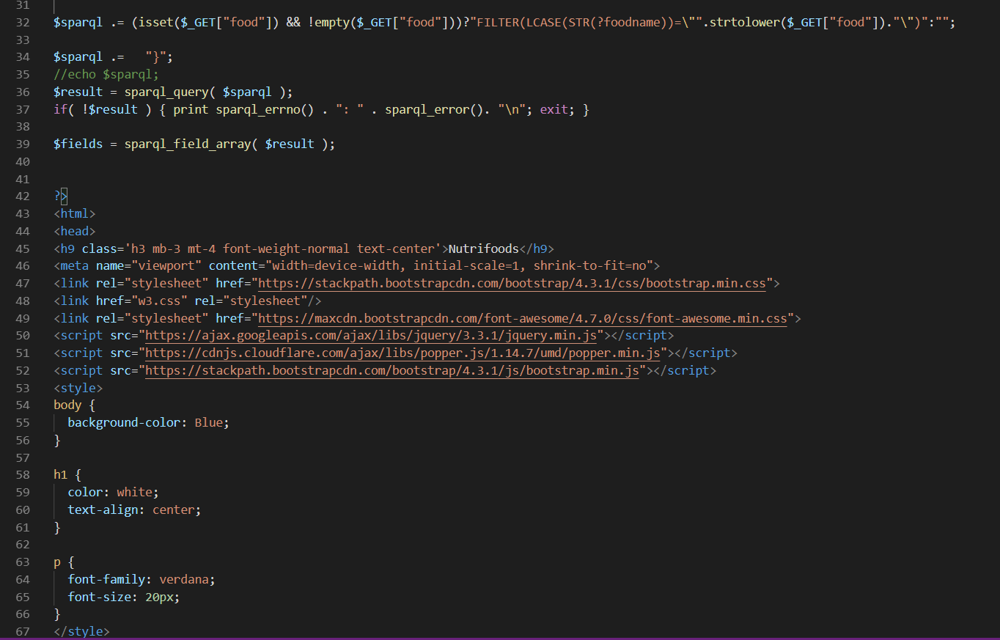 31
32 $sparql .= (isset($_GET["food"]) && !empty($_GET["food"]))?"FILTER(LCASE(STR(?foodname))=\"".strtolower($_GET["food"])."\")":"";
33
34 $sparql .=   "}";
35 //echo $sparql;
36 $result = sparql_query( $sparql );
37 if( !$result ) { print sparql_errno() . ": " . sparql_error(). "\n"; exit; }
38
39 $fields = sparql_field_array( $result );
40
41
42 ?>
43 <html>
44 <head>
45 <h9 class='h3 mb-3 mt-4 font-weight-normal text-center'>Nutrifoods</h9>
46 <meta name="viewport" content="width=device-width, initial-scale=1, shrink-to-fit=no">
47 <link rel="stylesheet" href="https://stackpath.bootstrapcdn.com/bootstrap/4.3.1/css/bootstrap.min.css">
48 <link href="w3.css" rel="stylesheet"/>
49 <link rel="stylesheet" href="https://maxcdn.bootstrapcdn.com/font-awesome/4.7.0/css/font-awesome.min.css">
50 <script src="https://ajax.googleapis.com/ajax/libs/jquery/3.3.1/jquery.min.js"></script>
51 <script src="https://cdnjs.cloudflare.com/ajax/libs/popper.js/1.14.7/umd/popper.min.js"></script>
52 <script src="https://stackpath.bootstrapcdn.com/bootstrap/4.3.1/js/bootstrap.min.js"></script>
53 <style>
54 body {
55   background-color: Blue;
56 }
57
58 h1 {
59   color: white;
60   text-align: center;
61 }
62
63 p {
64   font-family: verdana;
65   font-size: 20px;
66 }
67 </style>